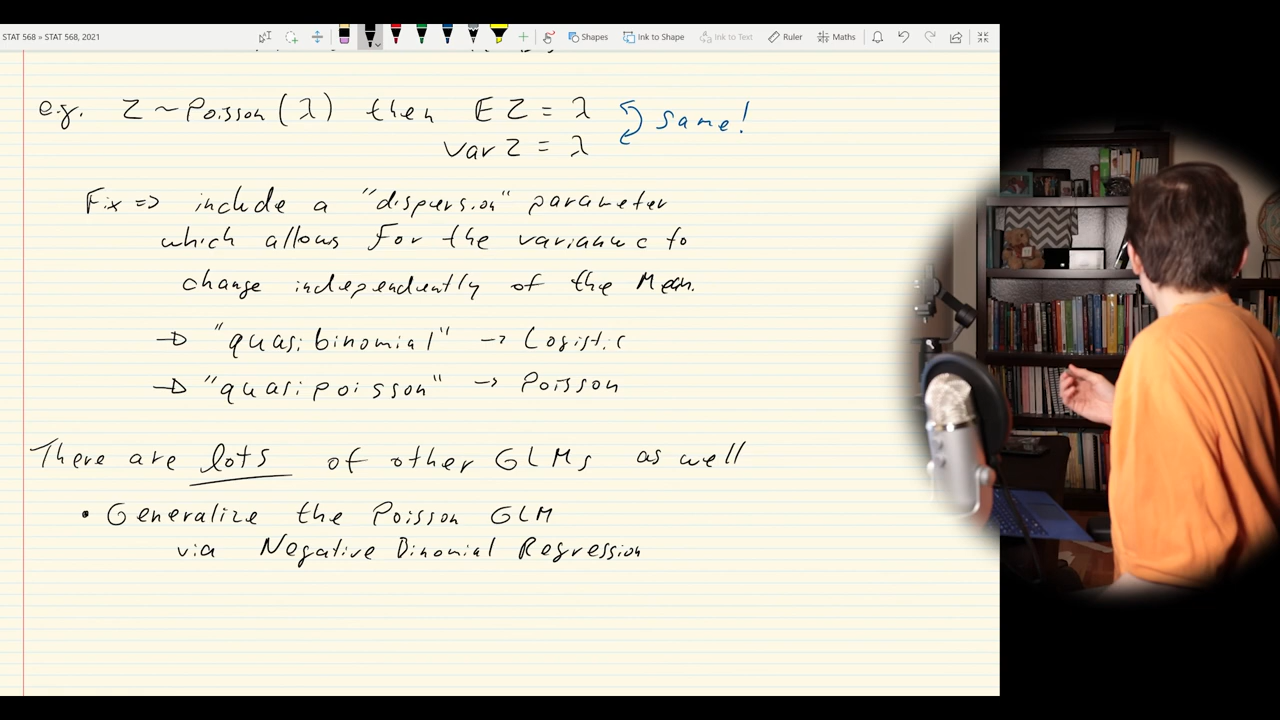 STAT 568 » STAT 568, 2021
Shapes
Ink to Shape
Ink to Text
Ruler
Maths
e.g. Z ~ Poisson (λ) then EZ = λ
Var Z = λ
same!
Fix => include a "dispersion" parameter
which allows for the variance to
change independently of the Mean.
→ "quasibinomial" → Logistic
→ "quasipoisson" → Poisson
There are lots of other GLMs as well
• Generalize the Poisson GLM
via Negative Binomial Regression